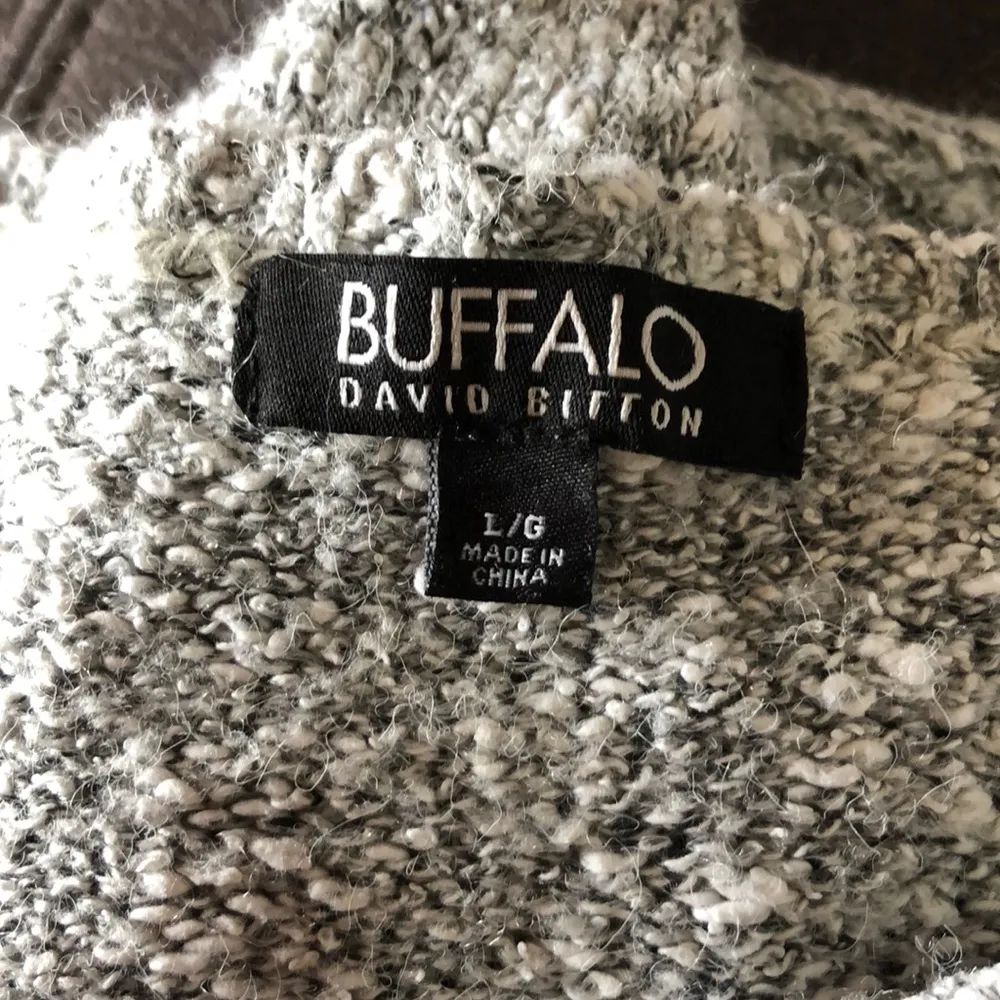 BUFFALO
DAVID BITTON
L/G
MADE IN
CHINA